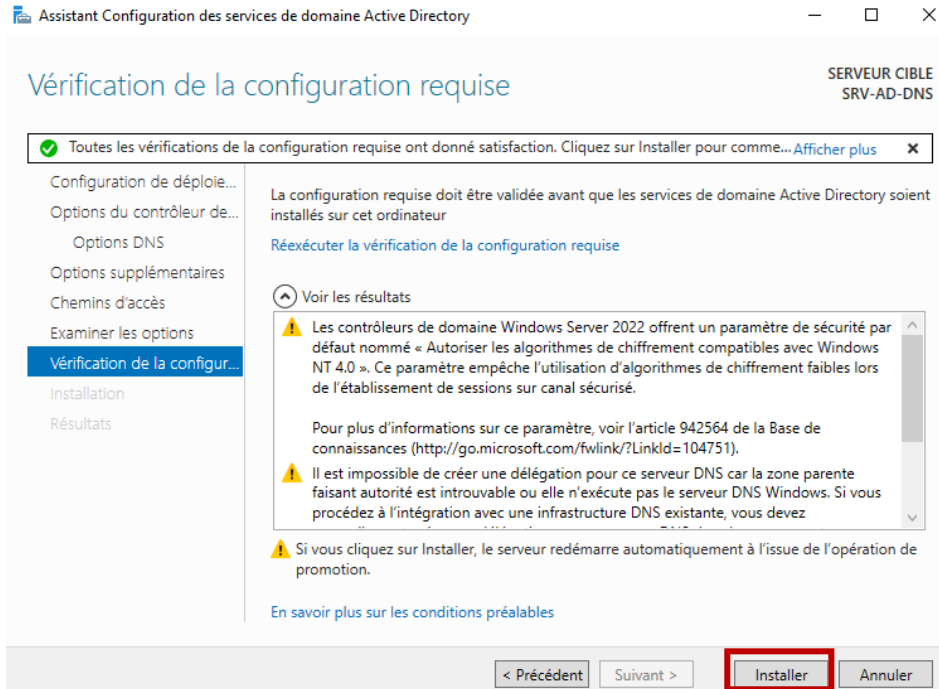 Assistant Configuration des services de domaine Active Directory
Vérification de la configuration requise
SERVEUR CIBLE
SRV-AD-DNS
Toutes les vérifications de la configuration requise ont donné satisfaction. Cliquez sur Installer pour comme... Afficher plus
Configuration de déploie...
Options du contrôleur de...
Options DNS
Options supplémentaires
Chemins d'accès
Examiner les options
Vérification de la configur...
Installation
Résultats
La configuration requise doit être validée avant que les services de domaine Active Directory soient
installés sur cet ordinateur
Réexécuter la vérification de la configuration requise
Voir les résultats
Les contrôleurs de domaine Windows Server 2022 offrent un paramètre de sécurité par
défaut nommé « Autoriser les algorithmes de chiffrement compatibles avec Windows
NT 4.0 ». Ce paramètre empêche l'utilisation d'algorithmes de chiffrement faibles lors
de l'établissement de sessions sur canal sécurisé.
Pour plus d'informations sur ce paramètre, voir l'article 942564 de la Base de
connaissances (http://go.microsoft.com/fwlink/?LinkId=104751).
Il est impossible de créer une délégation pour ce serveur DNS car la zone parente
faisant autorité est introuvable ou elle n'exécute pas le serveur DNS Windows. Si vous
procédez à l'intégration avec une infrastructure DNS existante, vous devez
Si vous cliquez sur Installer, le serveur redémarre automatiquement à l'issue de l'opération de
promotion.
En savoir plus sur les conditions préalables
< Précédent
Suivant >
Installer
Annuler